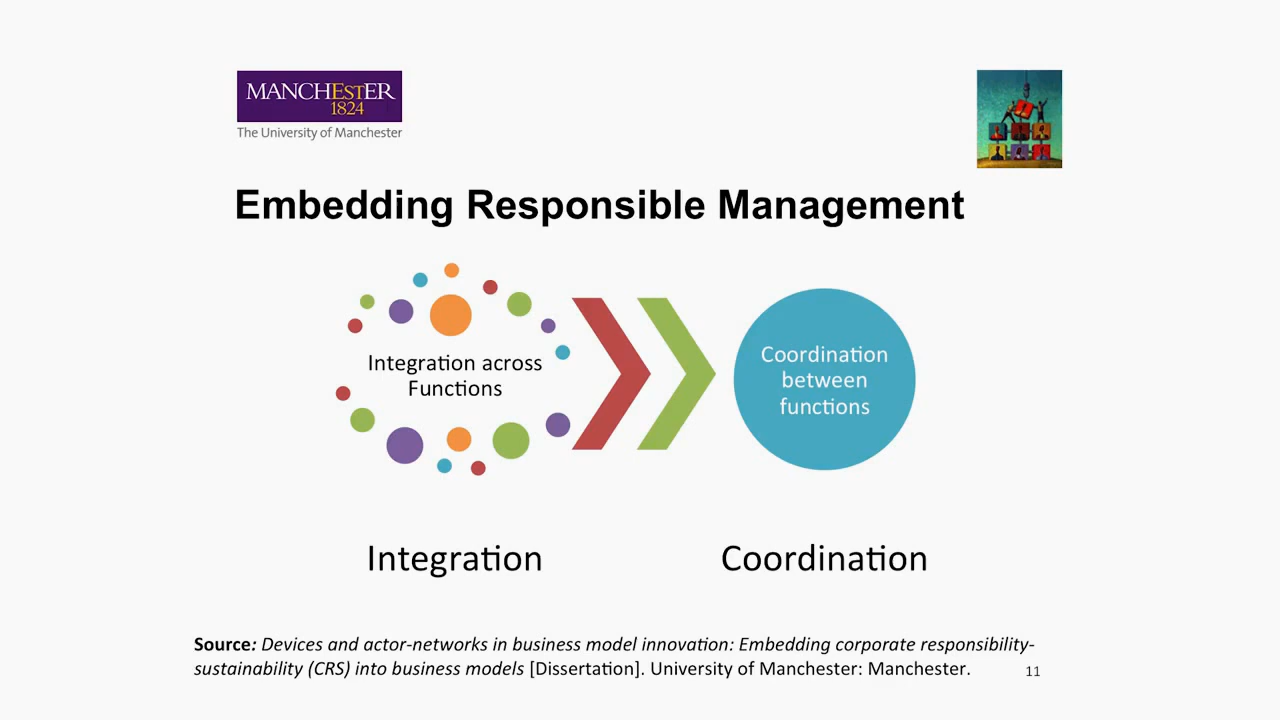 MANCHESTER
1824
The University of Manchester
Embedding Responsible Management
Integration across
Functions
Coordination
between
functions
Integration
Coordination
Source: Devices and actor-networks in business model innovation: Embedding corporate responsibility-
sustainability (CRS) into business models [Dissertation]. University of Manchester: Manchester.
11